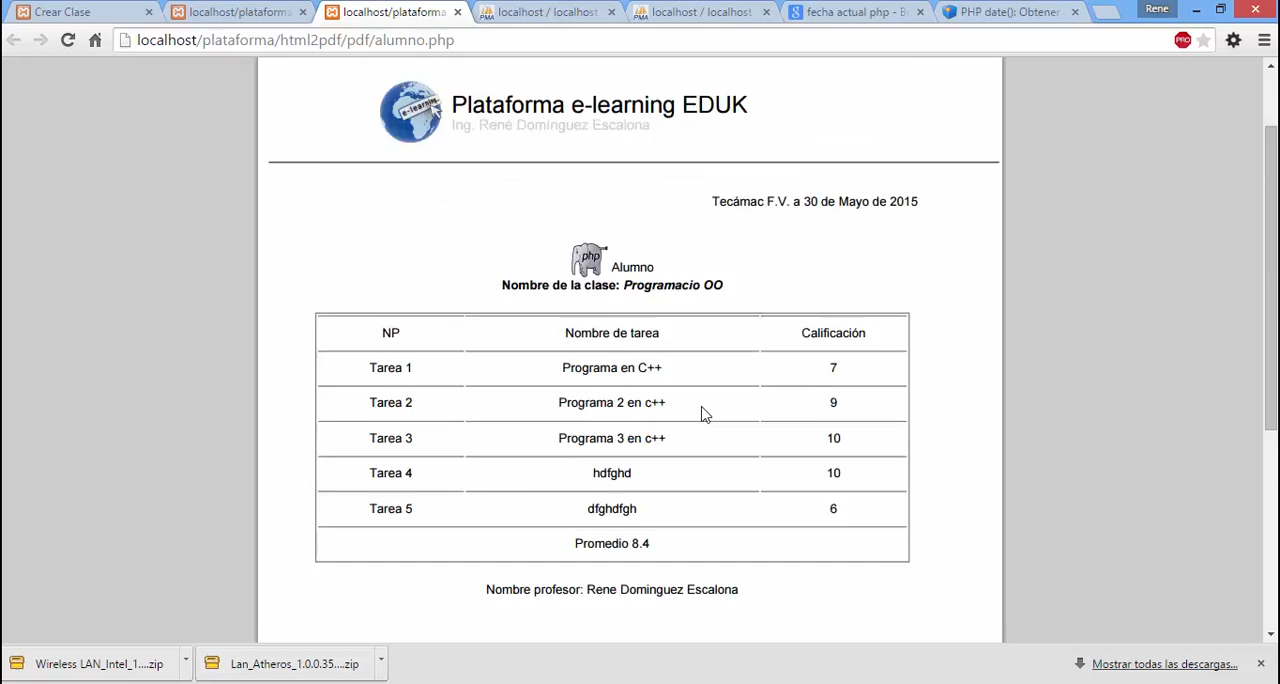 Crear Clase
localhost/plataforma
localhost/plataforma
localhost / localhost
localhost / localhost
fecha actual php - B
PHP date(): Obtener
Rene
localhost/plataforma/html2pdf/pdf/alumno.php
PRO
e-learning
Plataforma e-learning EDUK
Ing. René Domínguez Escalona
Tecámac F.V. a 30 de Mayo de 2015
php Alumno
Nombre de la clase: Programacio OO
NP Nombre de tarea Calificación
Tarea 1 Programa en C++ 7
Tarea 2 Programa 2 en c++ 9
Tarea 3 Programa 3 en c++ 10
Tarea 4 hdfghd 10
Tarea 5 dfghdfgh 6
Promedio 8.4
Nombre profesor: Rene Dominguez Escalona
Wireless LAN_Intel_1....zip
Lan_Atheros_1.0.0.35....zip
Mostrar todas las descargas...